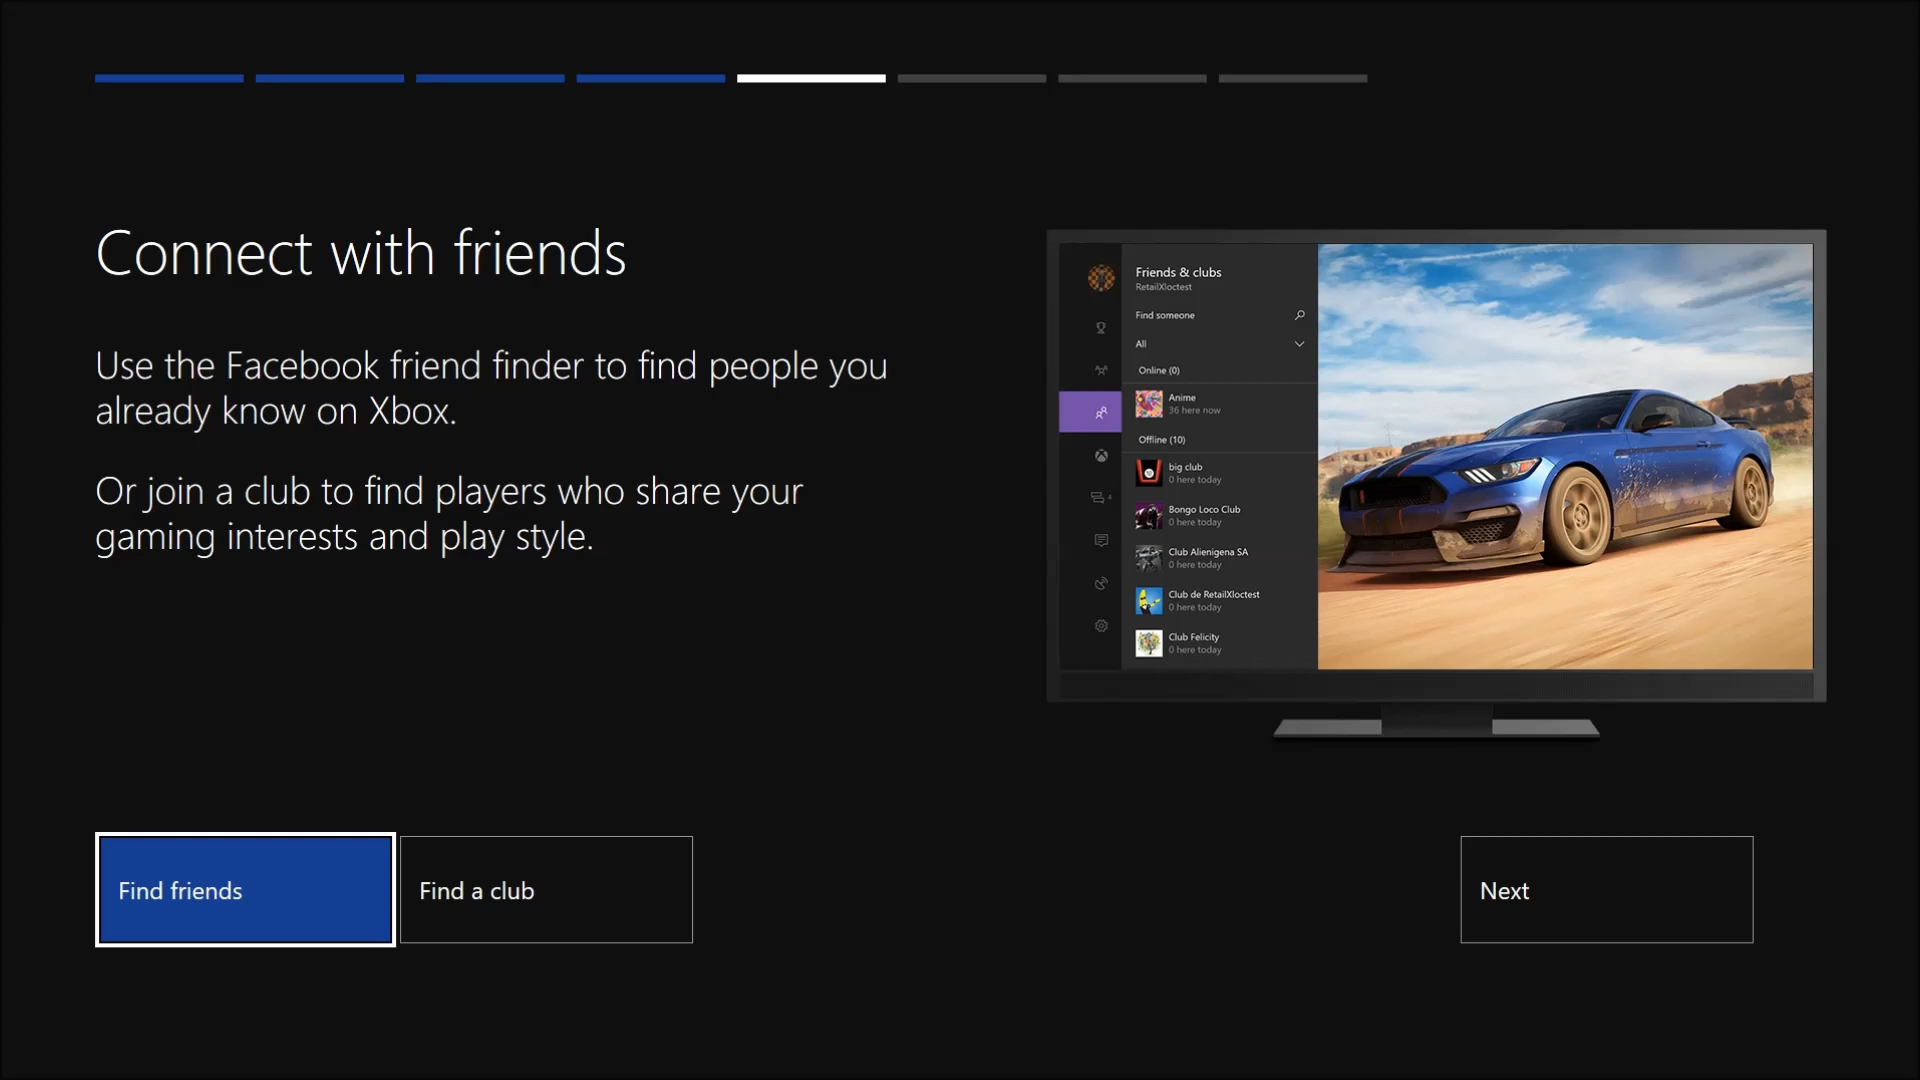 Connect with friends
Use the Facebook friend finder to find people you
already know on Xbox.
Or join a club to find players who share your
gaming interests and play style.
Friends & clubs
RetailXloctest
Find someone
All
Online (0)
Anime
36 here now
Offline (10)
big club
0 here today
Bongo Loco Club
0 here today
Club Alienigena SA
0 here today
Club de RetailXloctest
0 here today
Club Felicity
0 here today
Find friends
Find a club
Next